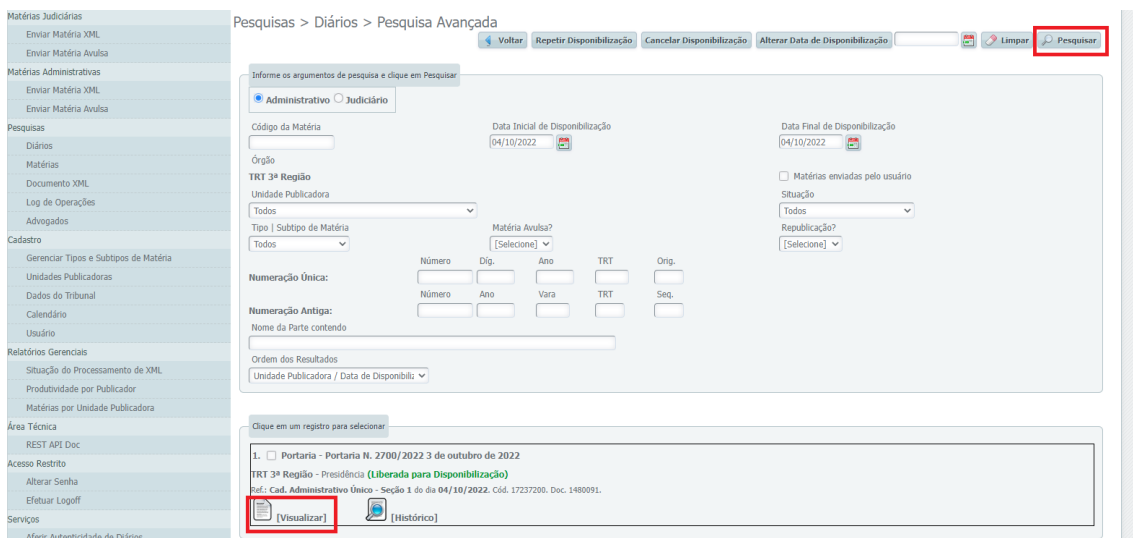 Matérias Judiciárias
Enviar Matéria XML
Enviar Matéria Avulsa
Matérias Administrativas
Enviar Matéria XML
Enviar Matéria Avulsa
Pesquisas
Diários
Matérias
Documento XML
Log de Operações
Advogados
Cadastro
Gerenciar Tipos e Subtipos de Matéria
Unidades Publicadoras
Dados do Tribunal
Calendário
Usuário
Relatórios Gerenciais
Situação do Processamento de XML
Produtividade por Publicador
Matérias por Unidade Publicadora
Área Técnica
REST API Doc
Acesso Restrito
Alterar Senha
Efetuar Logoff
Serviços
Aferir Autenticidade de Diários
Pesquisas > Diários > Pesquisa Avançada
Voltar Repetir Disponibilização Cancelar Disponibilização Alterar Data de Disponibilização Limpar Pesquisar
Informe os argumentos de pesquisa e clique em Pesquisar
Administrativo Judiciário
Código da Matéria Data Inicial de Disponibilização Data Final de Disponibilização
04/10/2022 04/10/2022
Órgão
TRT 3ª Região Matérias enviadas pelo usuário
Unidade Publicadora Situação
Todos Todos
Tipo | Subtipo de Matéria Matéria Avulsa? Republicação?
Todos [Selecione] [Selecione]
Número Díg. Ano TRT Orig.
Numeração Única:
Número Ano Vara TRT Seq.
Numeração Antiga:
Nome da Parte contendo
Ordem dos Resultados
Unidade Publicadora / Data de Disponibiliz
Clique em um registro para selecionar
1. Portaria - Portaria N. 2700/2022 3 de outubro de 2022
TRT 3ª Região - Presidência (Liberada para Disponibilização)
Ref.: Cad. Administrativo Único - Seção 1 do dia 04/10/2022. Cód. 17237200. Doc. 1480091.
[Visualizar] [Histórico]